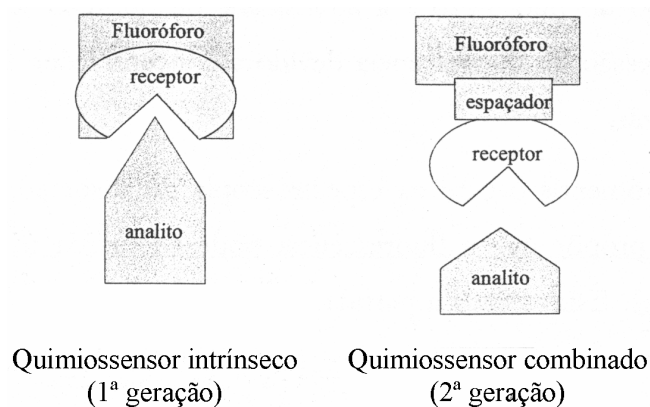 Fluoróforo
receptor
analito
Quimiossensor intrínseco
(1ª geração)
Fluoróforo
espaçador
receptor
analito
Quimiossensor combinado
(2ª geração)